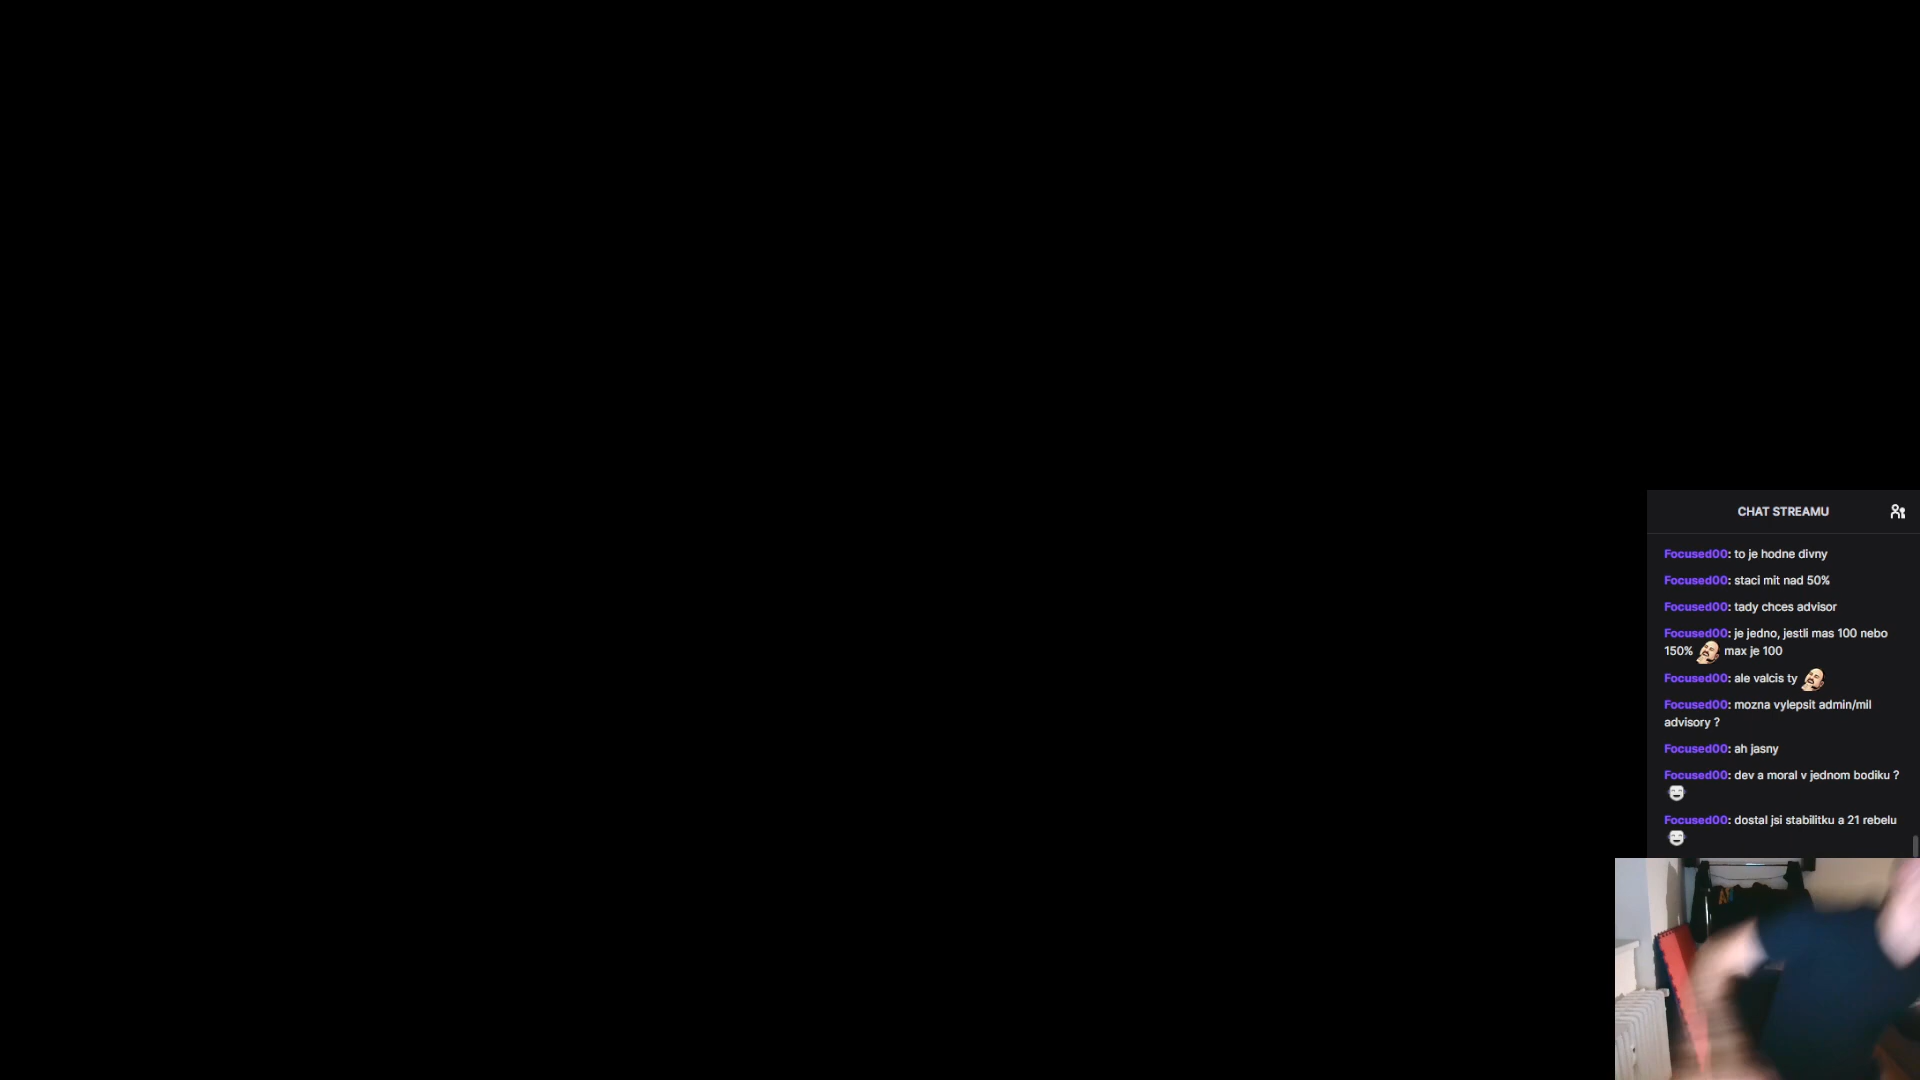 CHAT STREAMU
Focused00: to je hodne divny
Focused00: staci mit nad 50%
Focused00: tady chces advisor
Focused00: je jedno, jestli mas 100 nebo
150% max je 100
Focused00: ale valcis ty
Focused00: mozna vylepsit admin/mil
advisory ?
Focused00: ah jasny
Focused00: dev a moral v jednom bodiku ?
Focused00: dostal jsi stabilitku a 21 rebelu